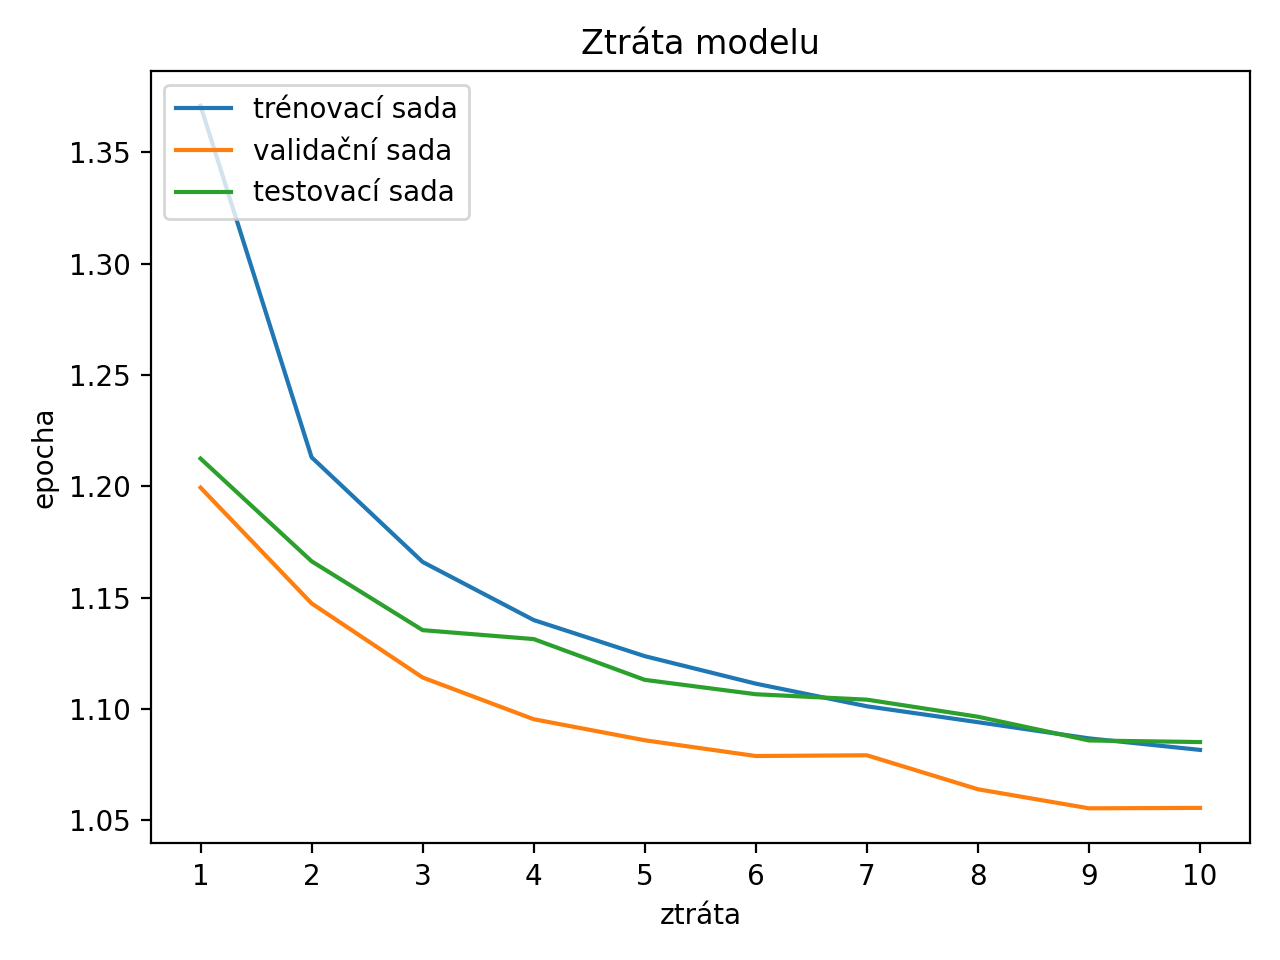 Ztráta modelu
trénovací sada
validační sada
testovací sada
1.35
1.30
1.25
1.20
1.15
1.10
1.05
epocha
1 2 3 4 5 6 7 8 9 10
ztráta